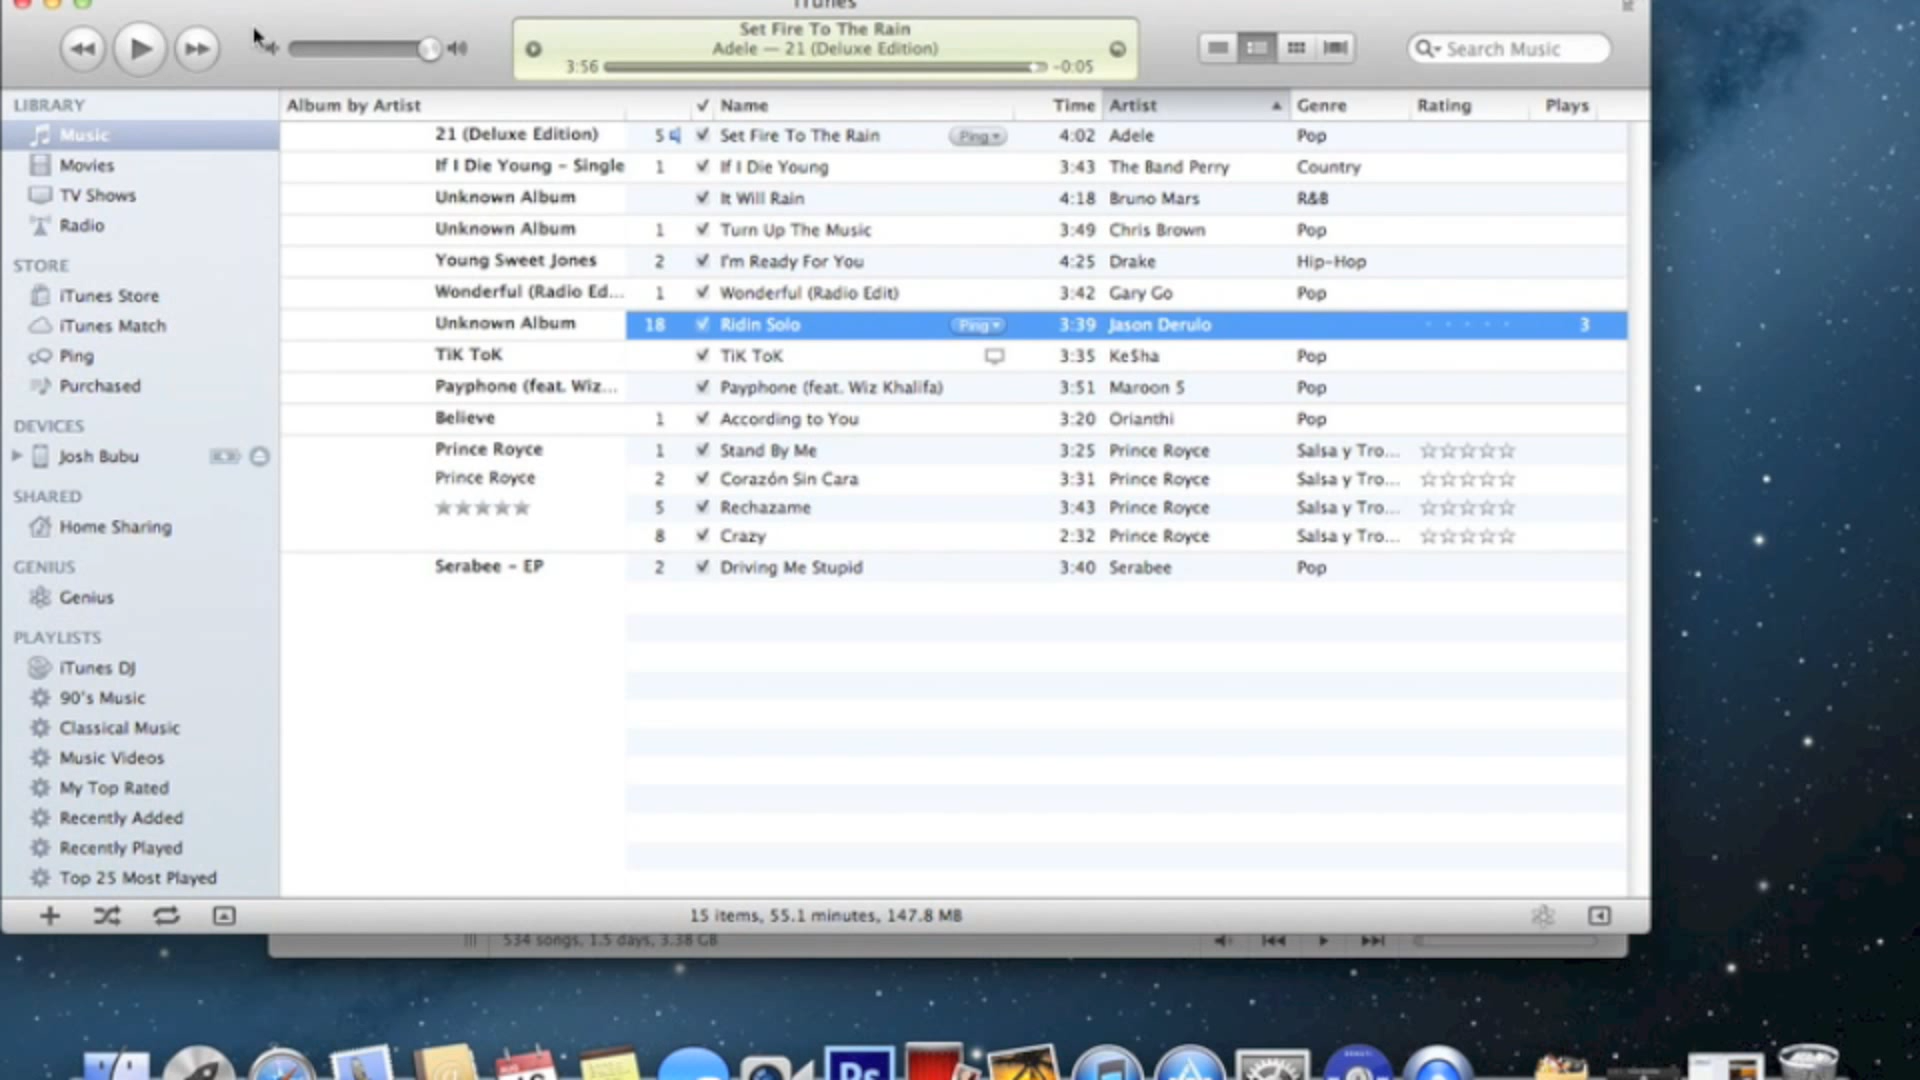 iTunes
Set Fire To The Rain
Adele — 21 (Deluxe Edition)
3:56 -0:05
Search Music
LIBRARY
Music
Movies
TV Shows
Radio
STORE
iTunes Store
iTunes Match
Ping
Purchased
DEVICES
Josh Bubu
SHARED
Home Sharing
GENIUS
Genius
PLAYLISTS
iTunes DJ
90's Music
Classical Music
Music Videos
My Top Rated
Recently Added
Recently Played
Top 25 Most Played
Album by Artist ✓ Name Time Artist Genre Rating Plays
21 (Deluxe Edition) 5 Set Fire To The Rain Ping 4:02 Adele Pop
If I Die Young – Single 1 If I Die Young 3:43 The Band Perry Country
Unknown Album It Will Rain 4:18 Bruno Mars R&B
Unknown Album 1 Turn Up The Music 3:49 Chris Brown Pop
Young Sweet Jones 2 I'm Ready For You 4:25 Drake Hip-Hop
Wonderful (Radio Ed... 1 Wonderful (Radio Edit) 3:42 Gary Go Pop
Unknown Album 18 Ridin Solo Ping 3:39 Jason Derulo 3
TiK ToK TiK ToK 3:35 Ke$ha Pop
Payphone (feat. Wiz... Payphone (feat. Wiz Khalifa) 3:51 Maroon 5 Pop
Believe 1 According to You 3:20 Orianthi Pop
Prince Royce 1 Stand By Me 3:25 Prince Royce Salsa y Tro...
Prince Royce 2 Corazón Sin Cara 3:31 Prince Royce Salsa y Tro...
5 Rechazame 3:43 Prince Royce Salsa y Tro...
8 Crazy 2:32 Prince Royce Salsa y Tro...
Serabee – EP 2 Driving Me Stupid 3:40 Serabee Pop
15 items, 55.1 minutes, 147.8 MB
534 songs, 1.5 days, 3.38 GB
Ps